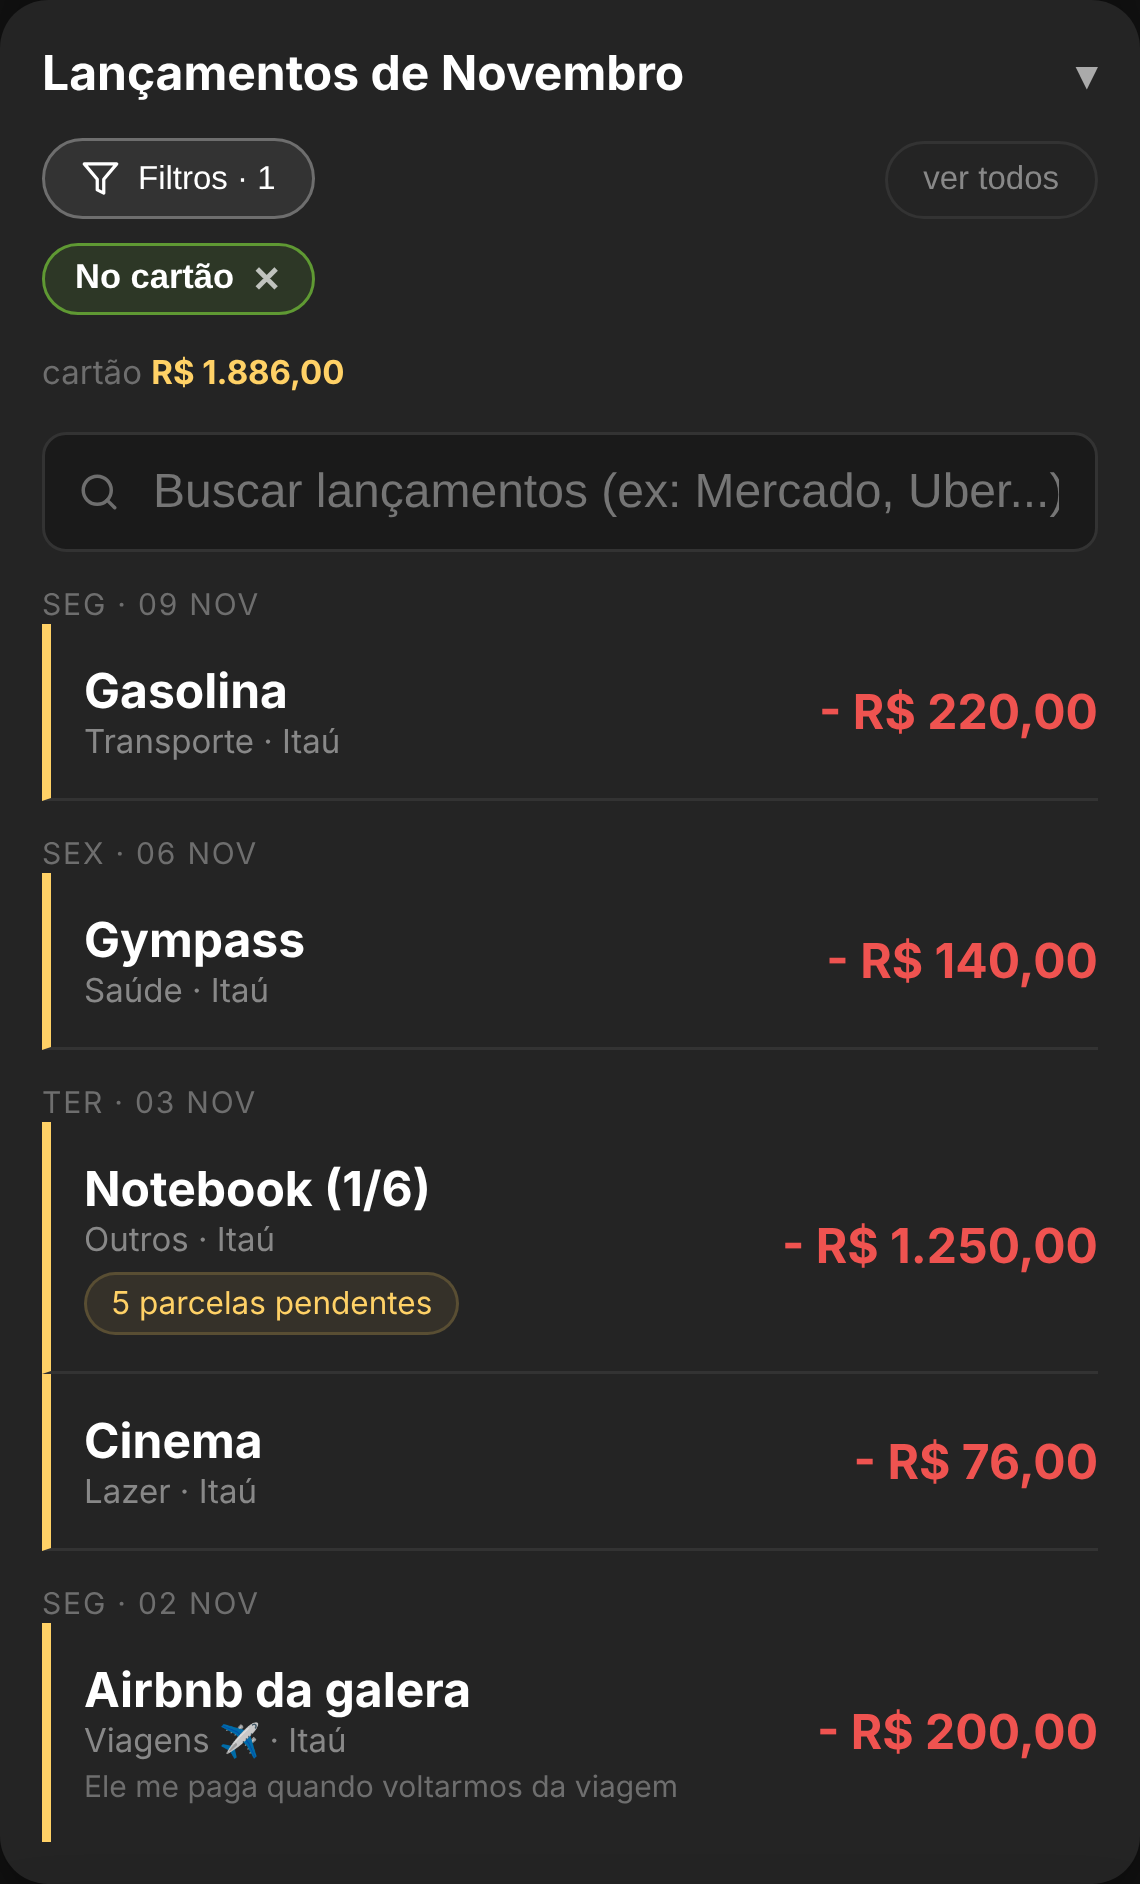 Lançamentos de Novembro ▼
Filtros · 1
ver todos
No cartão ✕
cartão R$ 1.886,00
Buscar lançamentos (ex: Mercado, Uber...)
SEG · 09 NOV
Gasolina
Transporte · Itaú
- R$ 220,00
SEX · 06 NOV
Gympass
Saúde · Itaú
- R$ 140,00
TER · 03 NOV
Notebook (1/6)
Outros · Itaú
5 parcelas pendentes
- R$ 1.250,00
Cinema
Lazer · Itaú
- R$ 76,00
SEG · 02 NOV
Airbnb da galera
Viagens ✈️ · Itaú
Ele me paga quando voltarmos da viagem
- R$ 200,00